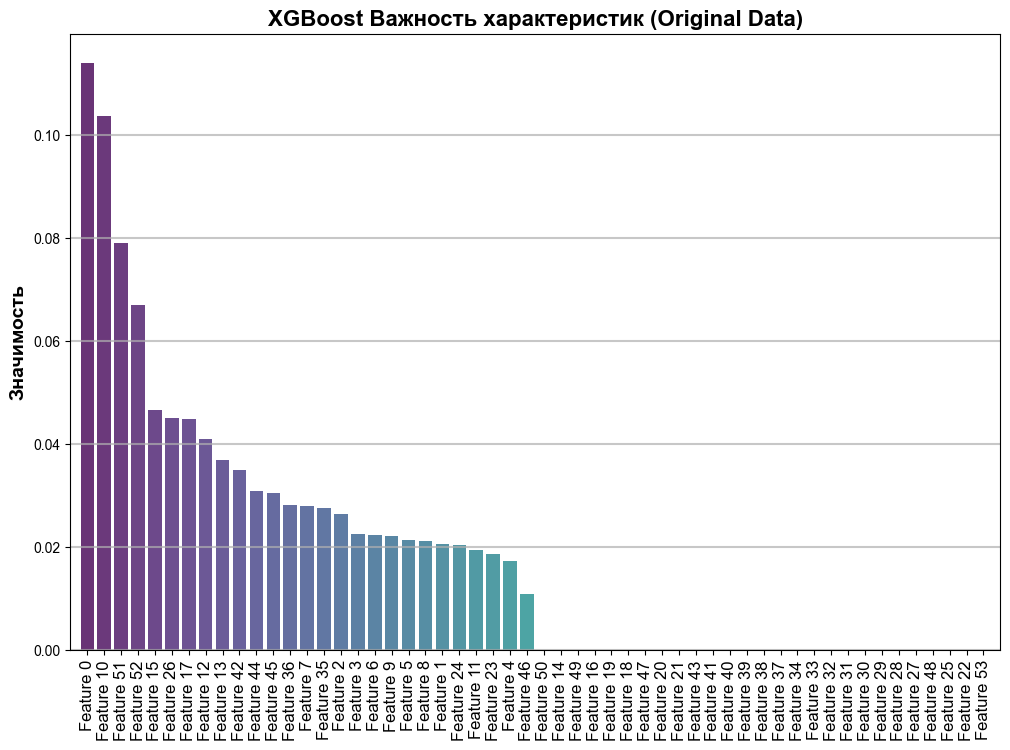 XGBoost Важность характеристик (Original Data)
Значимость
0.10
0.08
0.06
0.04
0.02
0.00
Feature 0
Feature 10
Feature 51
Feature 52
Feature 15
Feature 26
Feature 17
Feature 12
Feature 13
Feature 42
Feature 44
Feature 45
Feature 36
Feature 7
Feature 35
Feature 2
Feature 3
Feature 6
Feature 9
Feature 5
Feature 8
Feature 1
Feature 24
Feature 11
Feature 23
Feature 4
Feature 46
Feature 50
Feature 14
Feature 49
Feature 16
Feature 19
Feature 18
Feature 47
Feature 20
Feature 21
Feature 43
Feature 41
Feature 40
Feature 39
Feature 38
Feature 37
Feature 34
Feature 33
Feature 32
Feature 31
Feature 30
Feature 29
Feature 28
Feature 27
Feature 48
Feature 25
Feature 22
Feature 53